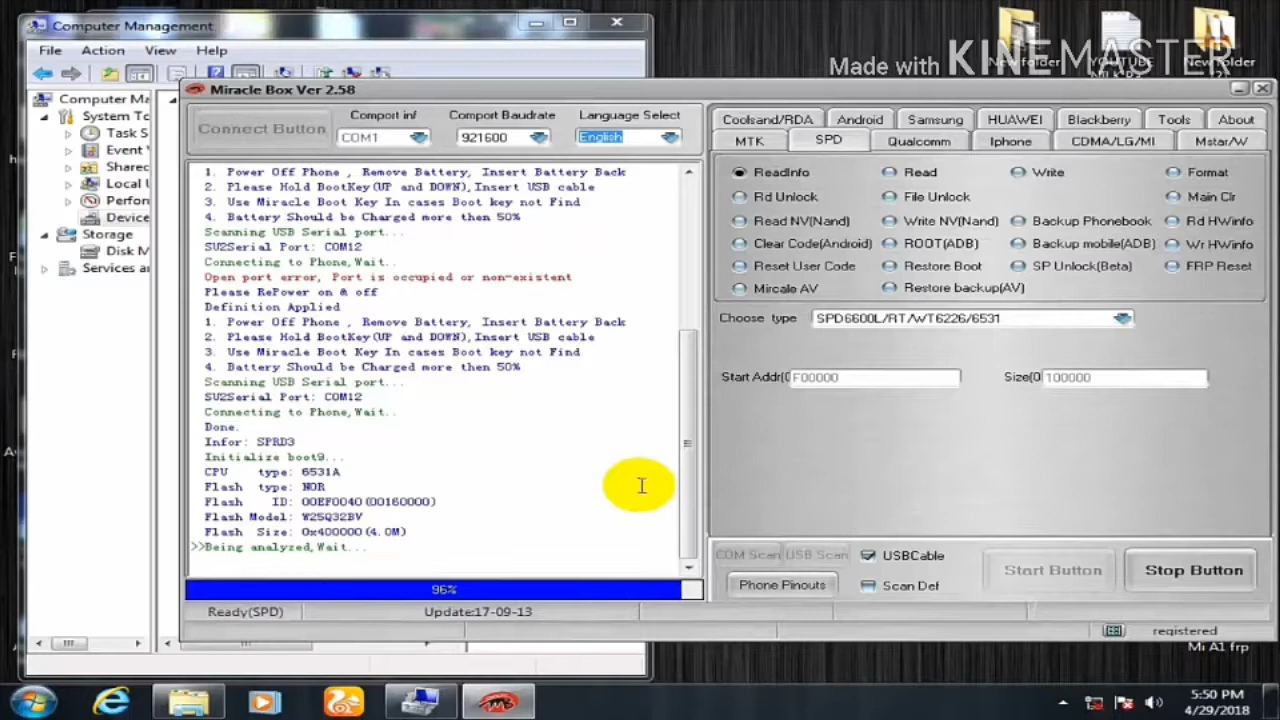 Computer Management
File Action View Help
Made with KINEMASTER
New folder
YOUTUBE
New folder
Computer Ma
System To
Task S
Event
Shared
Local U
Perfor
Device
Storage
Disk M
Services ar
Miracle Box Ver 2.58
Connect Button
Comport inf
Comport Baudrate
Language Select
COM1
921600
English
1. Power Off Phone , Remove Battery, Insert Battery Back
2. Please Hold BootKey(UP and DOWN),Insert USB cable
3. Use Miracle Boot Key In cases Boot key not Find
4. Battery Should be Charged more then 50%
Scanning USB Serial port...
SU2Serial Port: COM12
Connecting to Phone,Wait..
Open port error, Port is occupied or non-existent
Please RePower on & off
Definition Applied
1. Power Off Phone , Remove Battery, Insert Battery Back
2. Please Hold BootKey(UP and DOWN),Insert USB cable
3. Use Miracle Boot Key In cases Boot key not Find
4. Battery Should be Charged more then 50%
Scanning USB Serial port...
SU2Serial Port: COM12
Connecting to Phone,Wait..
Done.
Infor: SPRD3
Initialize boot9...
CPU type: 6531A
Flash type: NOR
Flash ID: 00EF0040(00160000)
Flash Model: W25Q32BV
Flash Size: 0x400000(4.0M)
>>Being analyzed,Wait...
96%
Ready(SPD)
Update:17-09-13
Coolsand/RDA Android Samsung HUAWEI Blackberry Tools About
MTK SPD Qualcomm Iphone CDMA/LG/MI Mstar/W
ReadInfo Read Write Format
Rd Unlock File Unlock Main Clr
Read NV(Nand) Write NV(Nand) Backup Phonebook Rd HWinfo
Clear Code(Android) ROOT(ADB) Backup mobile(ADB) Wr HWinfo
Reset User Code Restore Boot SP Unlock(Beta) FRP Reset
Mircale AV Restore backup(AV)
Choose type SPD6600L/RT/WT6226/6531
Start Addr(0 F00000 Size(0 100000
COM Scan USB Scan USBCable
Start Button
Stop Button
Phone Pinouts Scan Def
registered
Mi A1 frp
5:50 PM
4/29/2018